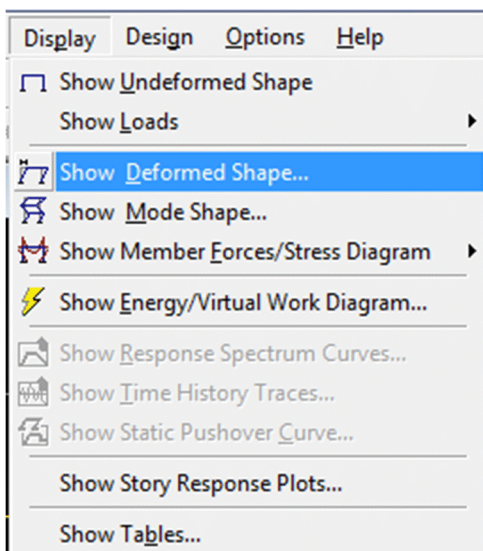 Display Design Options Help
Show Undeformed Shape
Show Loads
Show Deformed Shape...
Show Mode Shape...
Show Member Forces/Stress Diagram
Show Energy/Virtual Work Diagram...
Show Response Spectrum Curves...
Show Time History Traces...
Show Static Pushover Curve...
Show Story Response Plots...
Show Tables...